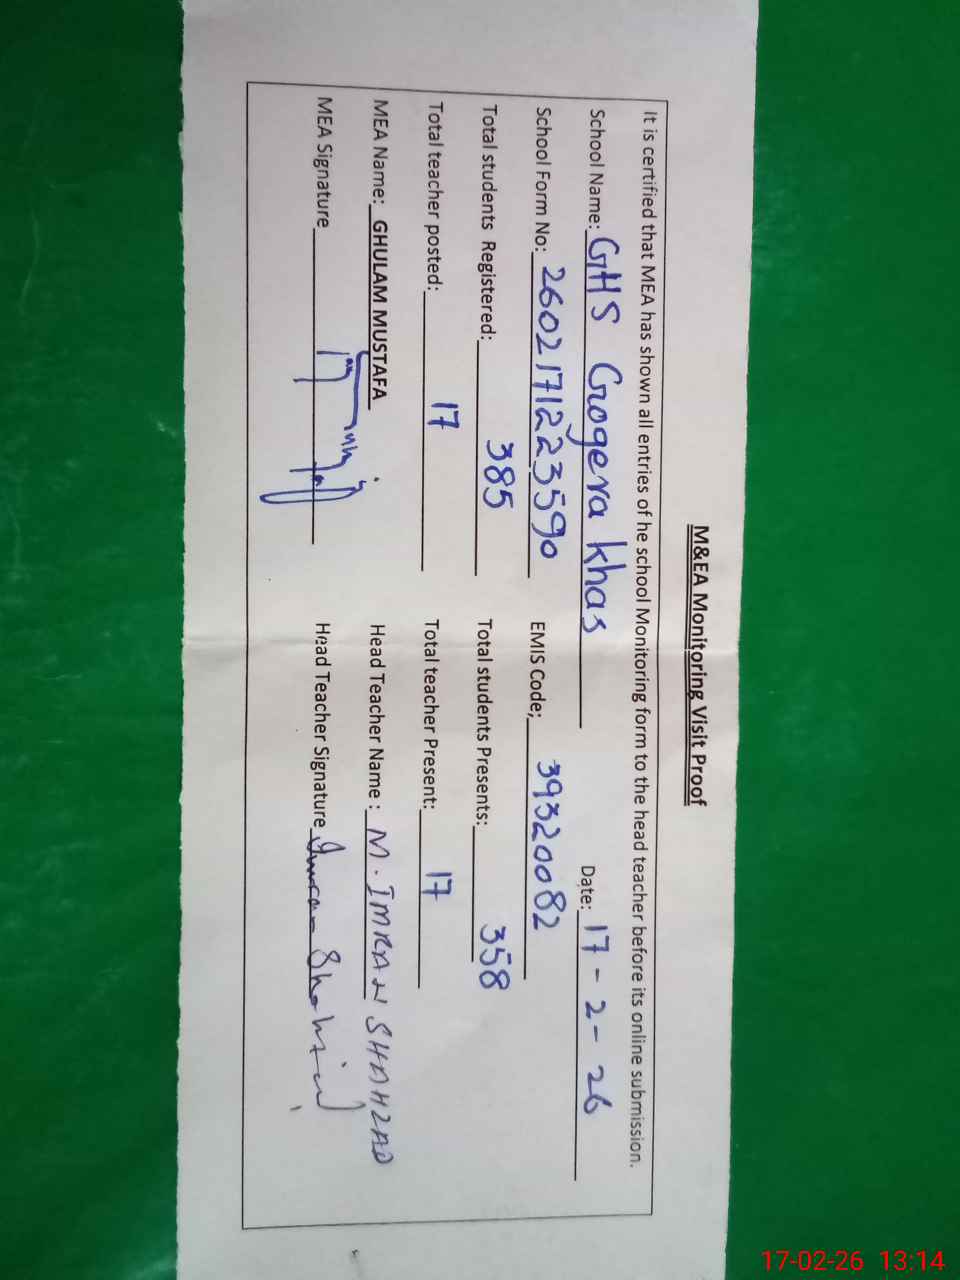 M&EA Monitoring Visit Proof
It is certified that MEA has shown all entries of he school Monitoring form to the head teacher before its online submission.
School Name: GHS Gogera khas Date: 17-2-26
School Form No: 2602171223590 EMIS Code; 39320082
Total students Registered: 385 Total students Presents: 358
Total teacher posted: 17 Total teacher Present: 17
MEA Name: GHULAM MUSTAFA Head Teacher Name : M. IMRAN SHAHZAD
MEA Signature Head Teacher Signature
17-02-26 13:14